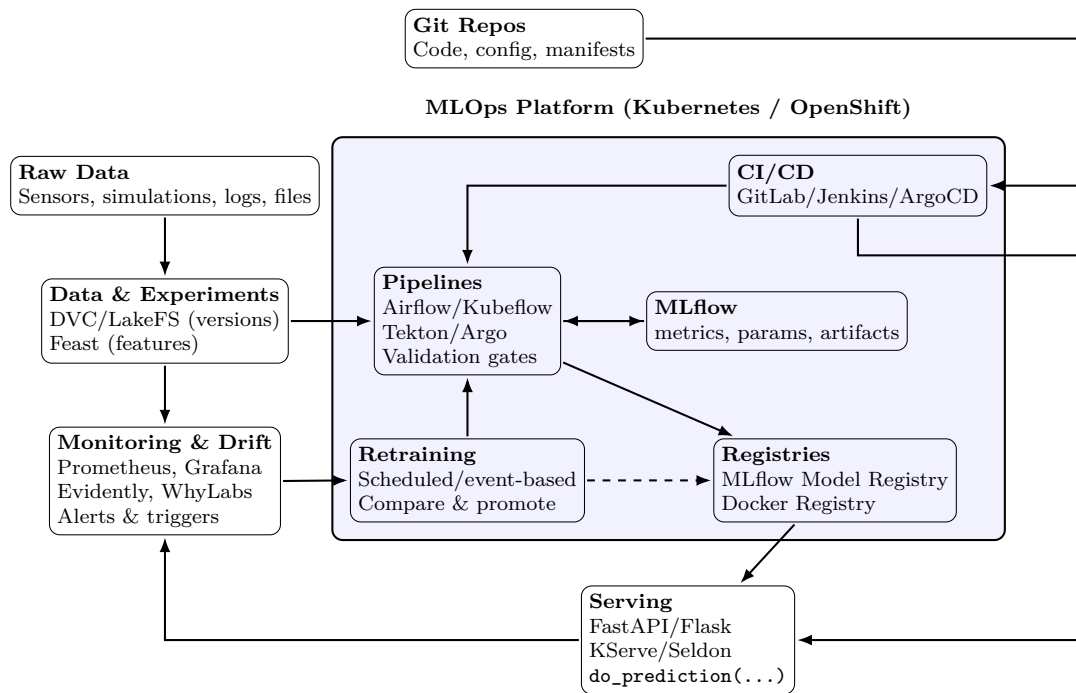 Git Repos
Code, config, manifests
MLOps Platform (Kubernetes / OpenShift)
Raw Data
Sensors, simulations, logs, files
CI/CD
GitLab/Jenkins/ArgoCD
Data & Experiments
DVC/LakeFS (versions)
Feast (features)
Pipelines
Airflow/Kubeflow
Tekton/Argo
Validation gates
MLflow
metrics, params, artifacts
Monitoring & Drift
Prometheus, Grafana
Evidently, WhyLabs
Alerts & triggers
Retraining
Scheduled/event-based
Compare & promote
Registries
MLflow Model Registry
Docker Registry
Serving
FastAPI/Flask
KServe/Seldon
do_prediction(...)